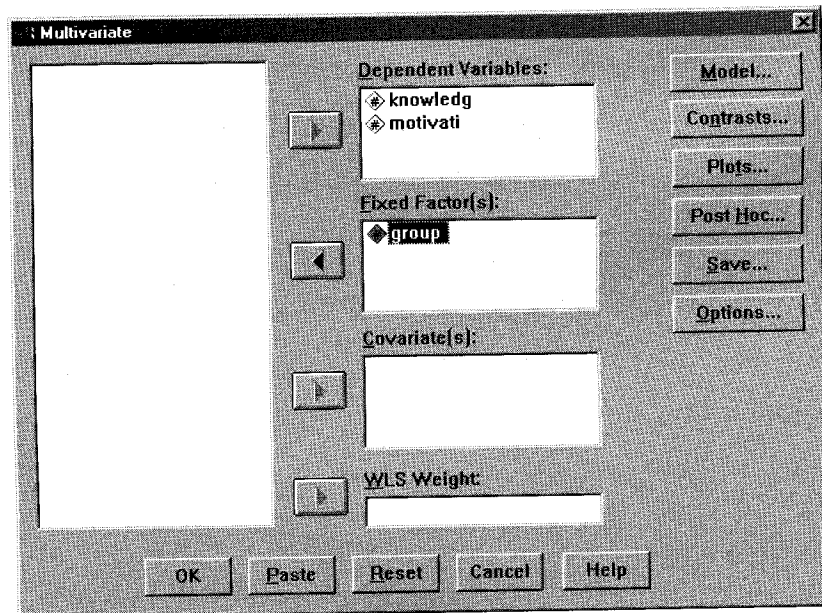 Multivariate
Dependent Variables:
knowledg
motivati
Fixed Factor(s):
group
Covariate(s):
WLS Weight:
Model...
Contrasts...
Plots...
Post Hoc...
Save...
Options...
OK
Paste
Reset
Cancel
Help